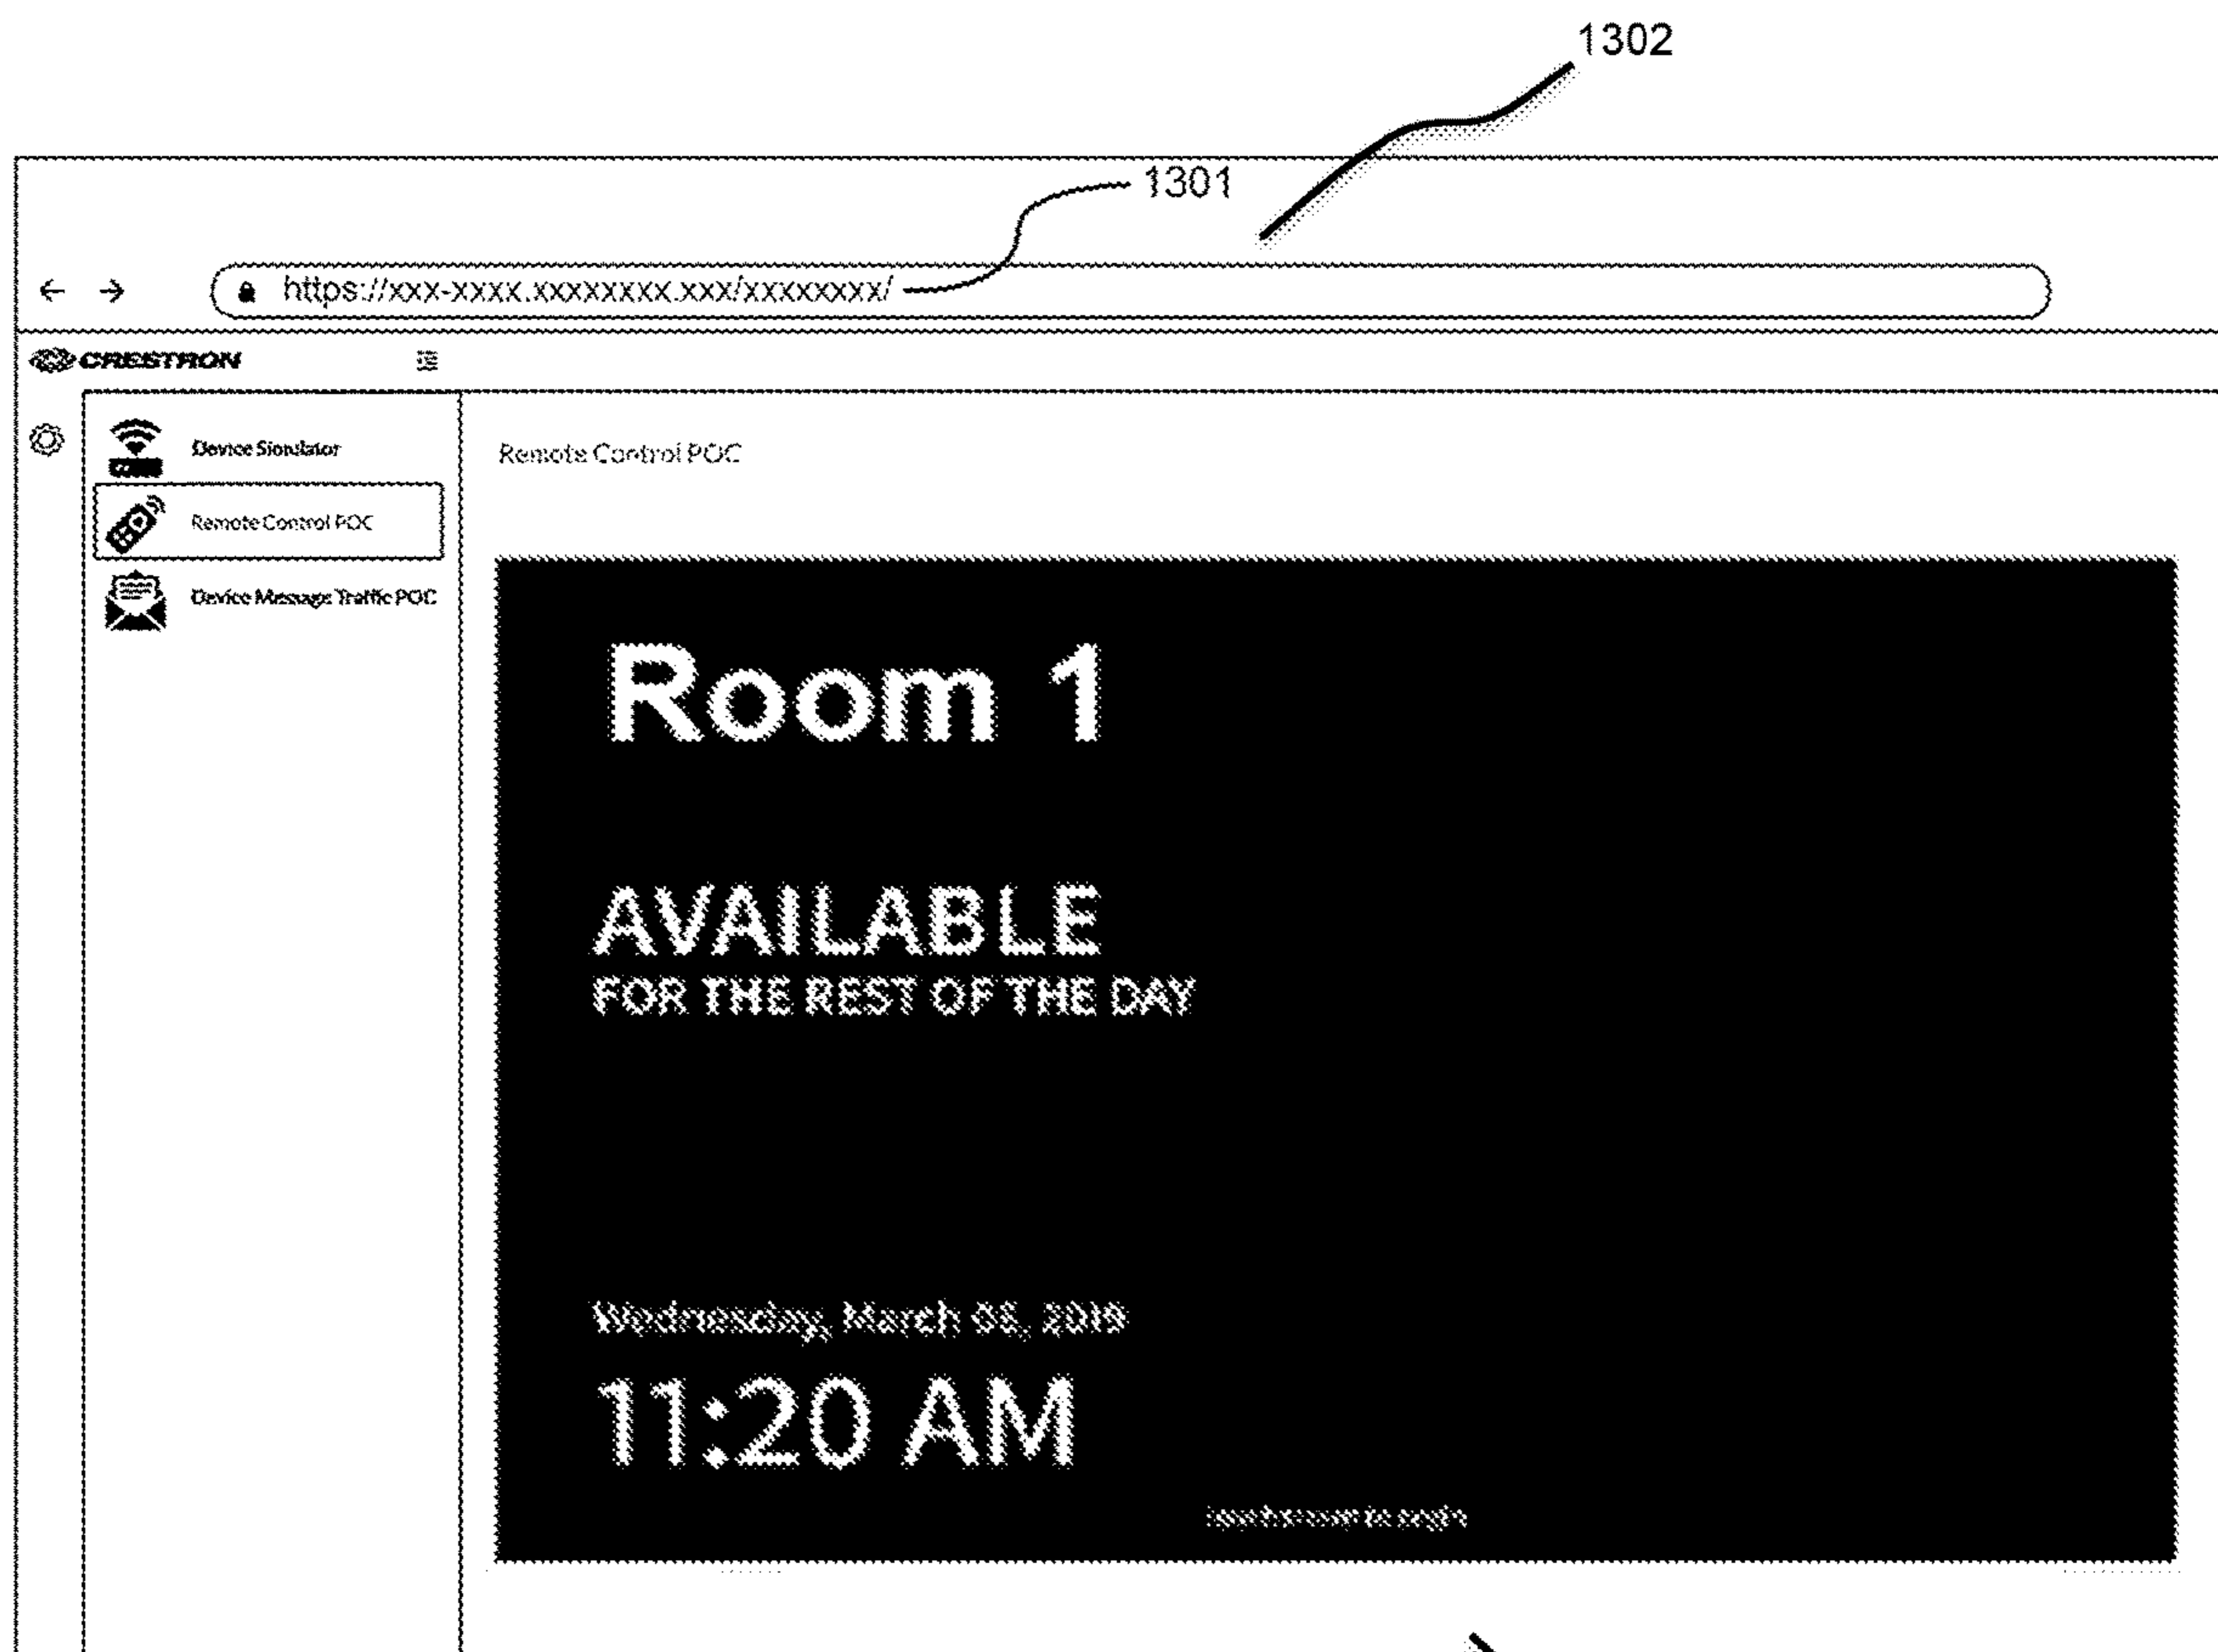 1302
1301
https://xxx-xxxx.xxxxxxxx.xxx/xxxxxxxx/
CRESTRON
Device Simulator
Remote Control POC
Remote Control POC
Device Message Traffic POC
Room 1
AVAILABLE
FOR THE REST OF THE DAY
Wednesday, March 2019
11:20 AM